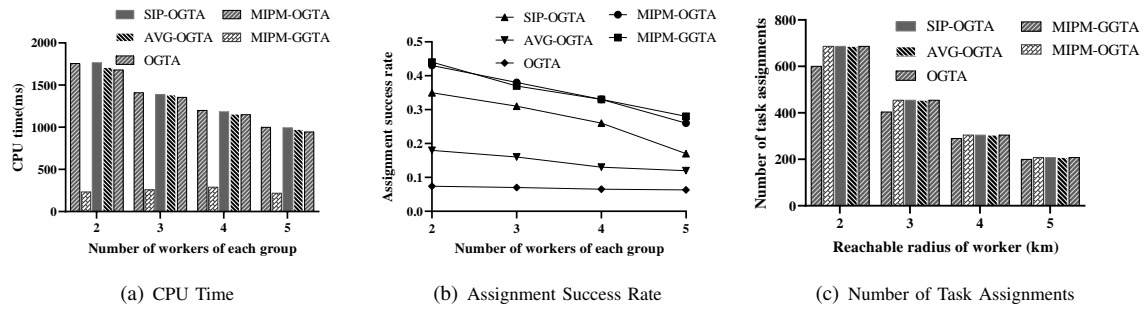 SIP-OGTA MIPM-OGTA
AVG-OGTA MIPM-GGTA
OGTA
2000
1500
1000
500
0
CPU time(ms)
2 3 4 5
Number of workers of each group
(a) CPU Time
SIP-OGTA MIPM-OGTA
AVG-OGTA MIPM-GGTA
OGTA
0.5
0.4
0.3
0.2
0.1
0.0
Assignment success rate
2 3 4 5
Number of workers of each group
(b) Assignment Success Rate
SIP-OGTA MIPM-GGTA
AVG-OGTA MIPM-OGTA
OGTA
800
600
400
200
0
Number of task assignments
2 3 4 5
Reachable radius of worker (km)
(c) Number of Task Assignments